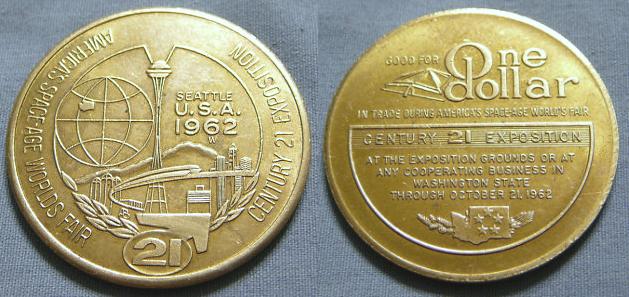 AMERICA'S SPACE AGE WORLDS FAIR
CENTURY 21 EXPOSITION
SEATTLE
U.S.A.
1962
W
21
GOOD FOR One
dollar
IN TRADE DURING AMERICA'S SPACE-AGE WORLD'S FAIR
CENTURY 21 EXPOSITION
AT THE EXPOSITION GROUNDS OR AT
ANY COOPERATING BUSINESS IN
WASHINGTON STATE
THROUGH OCTOBER 21, 1962